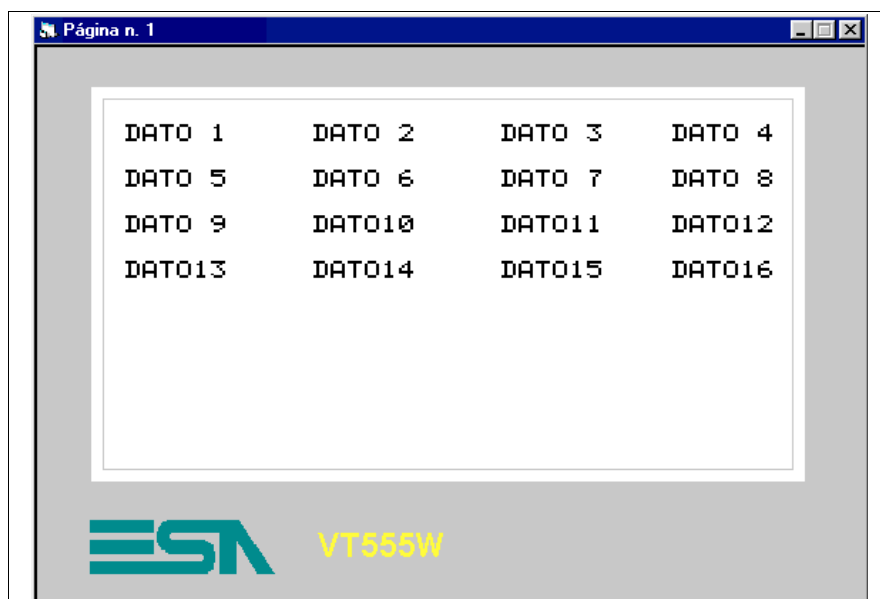 Página n. 1
DATO 1 DATO 2 DATO 3 DATO 4
DATO 5 DATO 6 DATO 7 DATO 8
DATO 9 DATO10 DATO11 DATO12
DATO13 DATO14 DATO15 DATO16
ESA VT555W